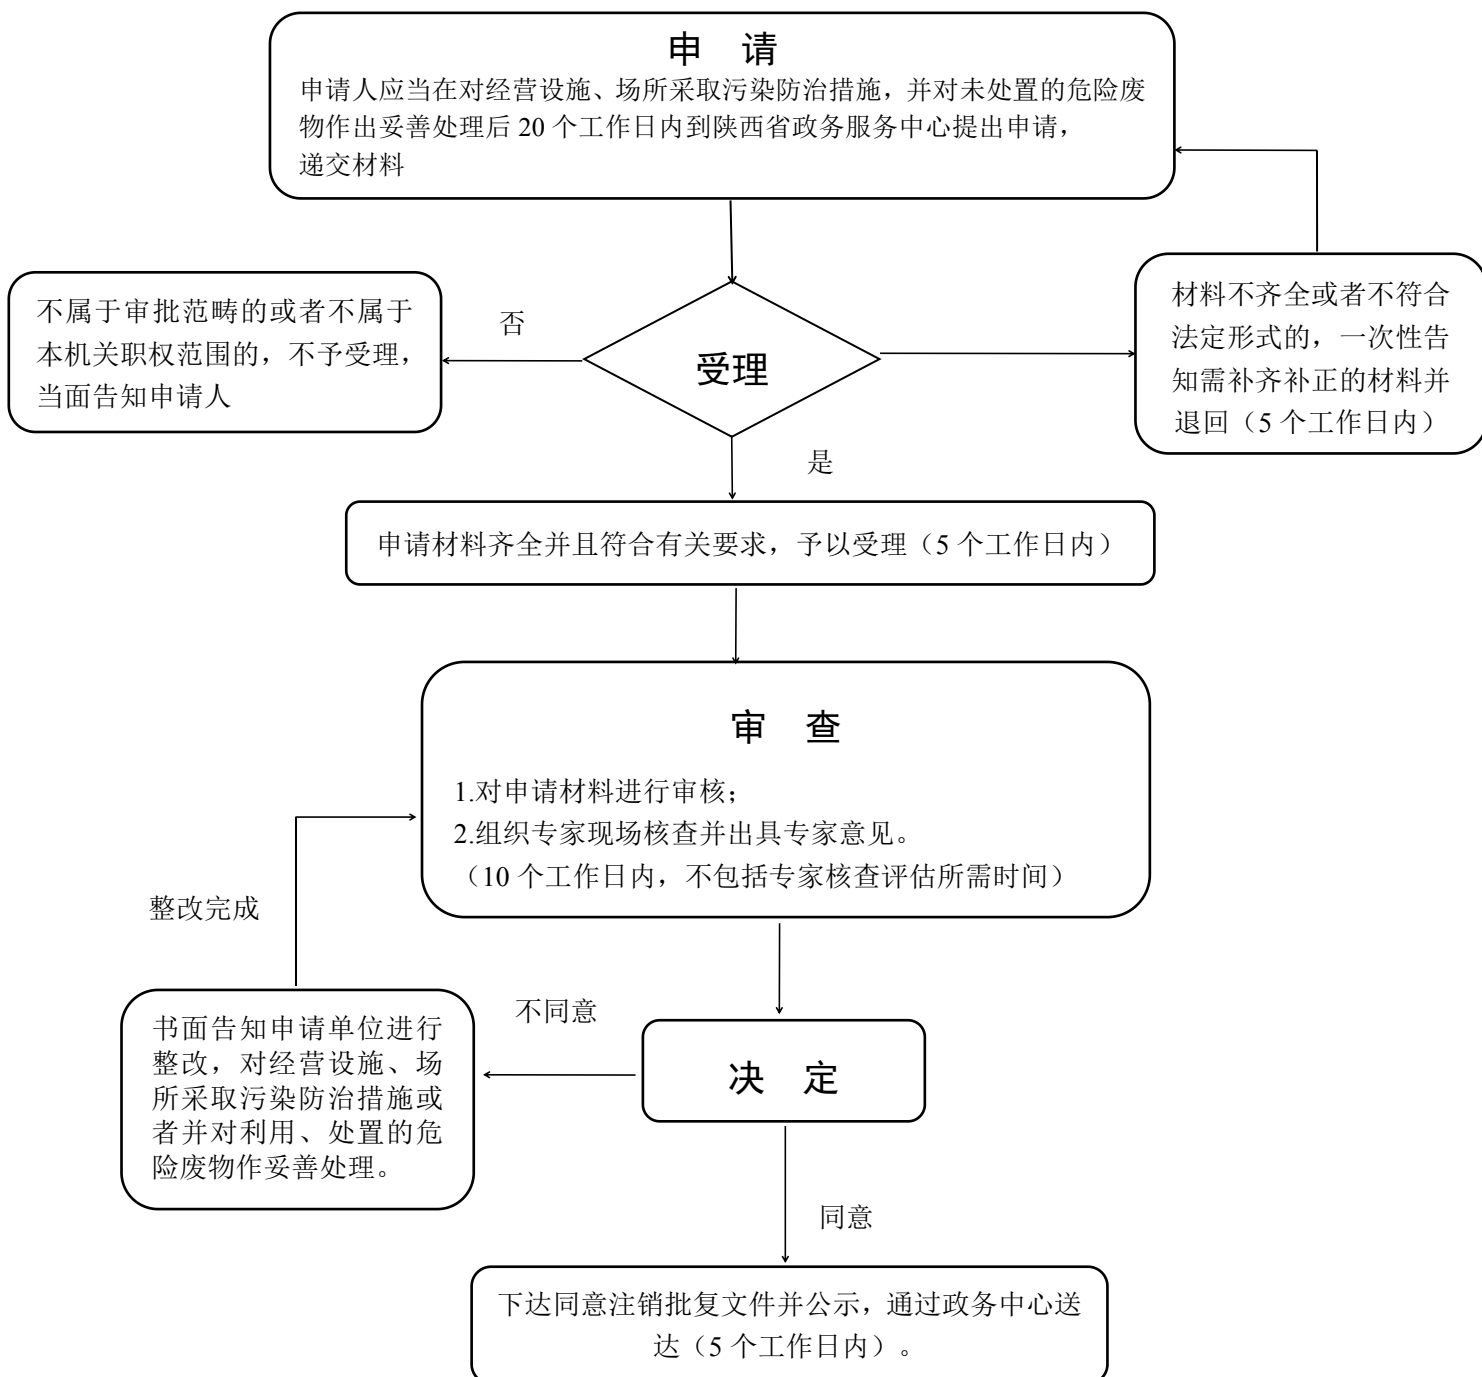 申 请
申请人应当在对经营设施、场所采取污染防治措施，并对未处置的危险废
物作出妥善处理后 20 个工作日内到陕西省政务服务中心提出申请，
递交材料
不属于审批范畴的或者不属于
本机关职权范围的，不予受理，
当面告知申请人
否
受理
材料不齐全或者不符合
法定形式的，一次性告
知需补齐补正的材料并
退回（5 个工作日内）
是
申请材料齐全并且符合有关要求，予以受理（5 个工作日内）
审 查
1.对申请材料进行审核；
2.组织专家现场核查并出具专家意见。
（10 个工作日内，不包括专家核查评估所需时间）
整改完成
书面告知申请单位进行
整改，对经营设施、场
所采取污染防治措施或
者并对利用、处置的危
险废物作妥善处理。
不同意
决 定
同意
下达同意注销批复文件并公示，通过政务中心送
达（5 个工作日内）。